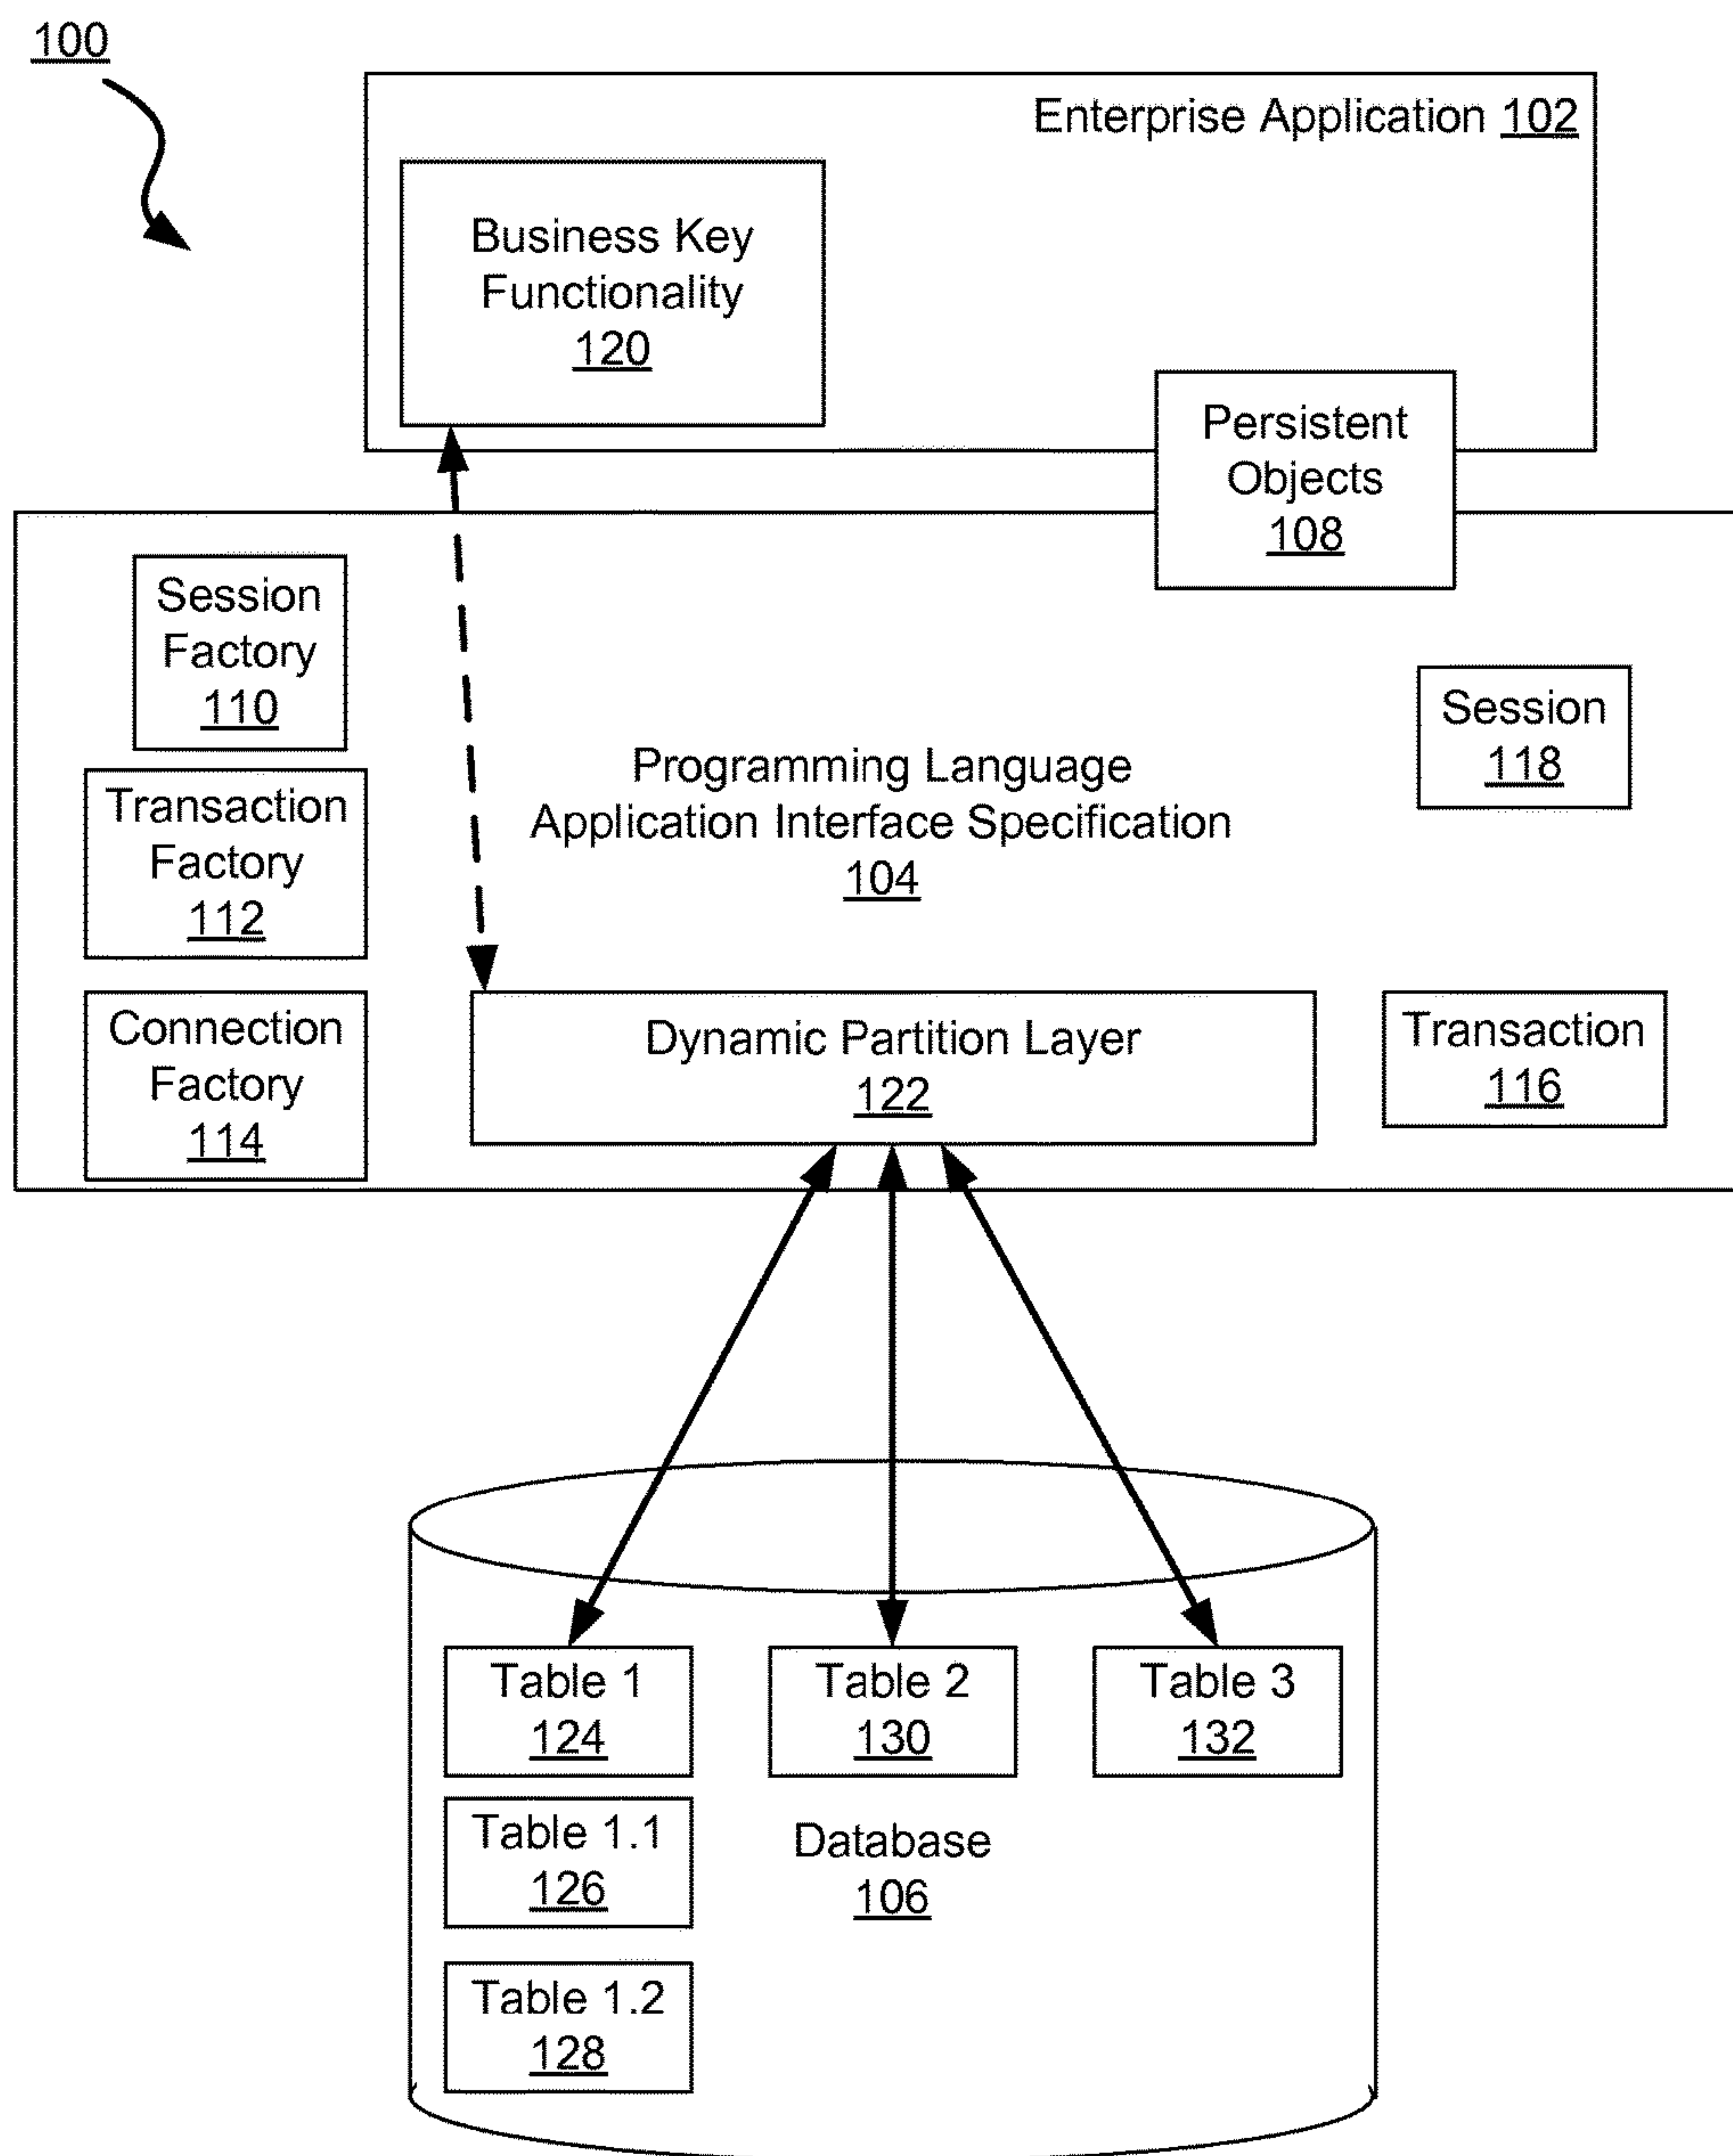 100
Enterprise Application 102
Business Key
Functionality
120
Persistent
Objects
108
Session
Factory
110
Session
118
Programming Language
Application Interface Specification
104
Transaction
Factory
112
Connection
Factory
114
Dynamic Partition Layer
122
Transaction
116
Table 1
124
Table 2
130
Table 3
132
Table 1.1
126
Database
106
Table 1.2
128